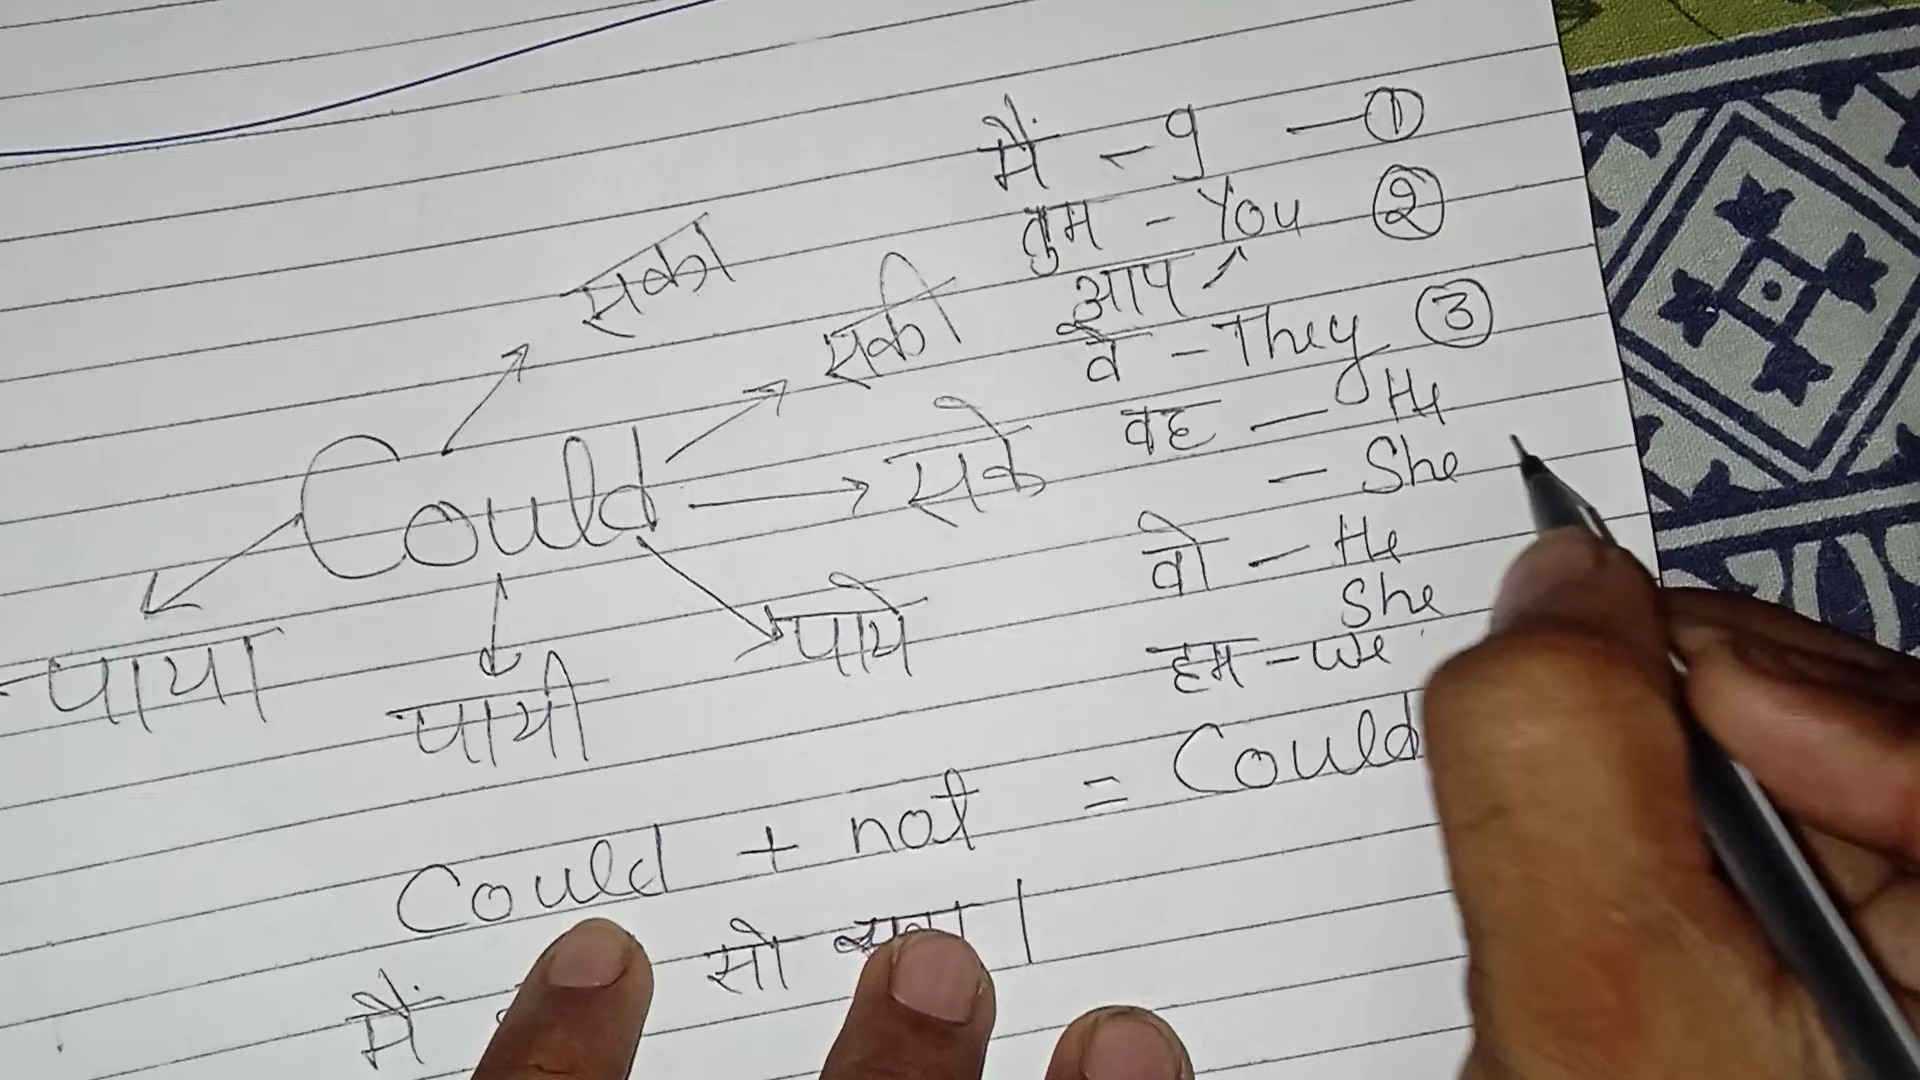 मैं - I - ①
तुम - You ②
आप
वे - They ③
वह - He
- She
वो - He
She
हम - We
सका
सकी
सके
Could
पाया
पायी
पाये
Could + not = Could
मैं सो